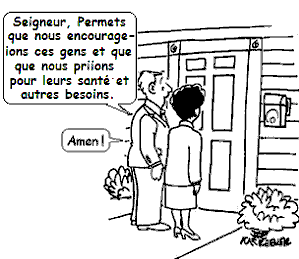 Seigneur, Permets
que nous encourage-
ions ces gens et que
que nous priions
pour leurs santé et
autres besoins.
Amen!